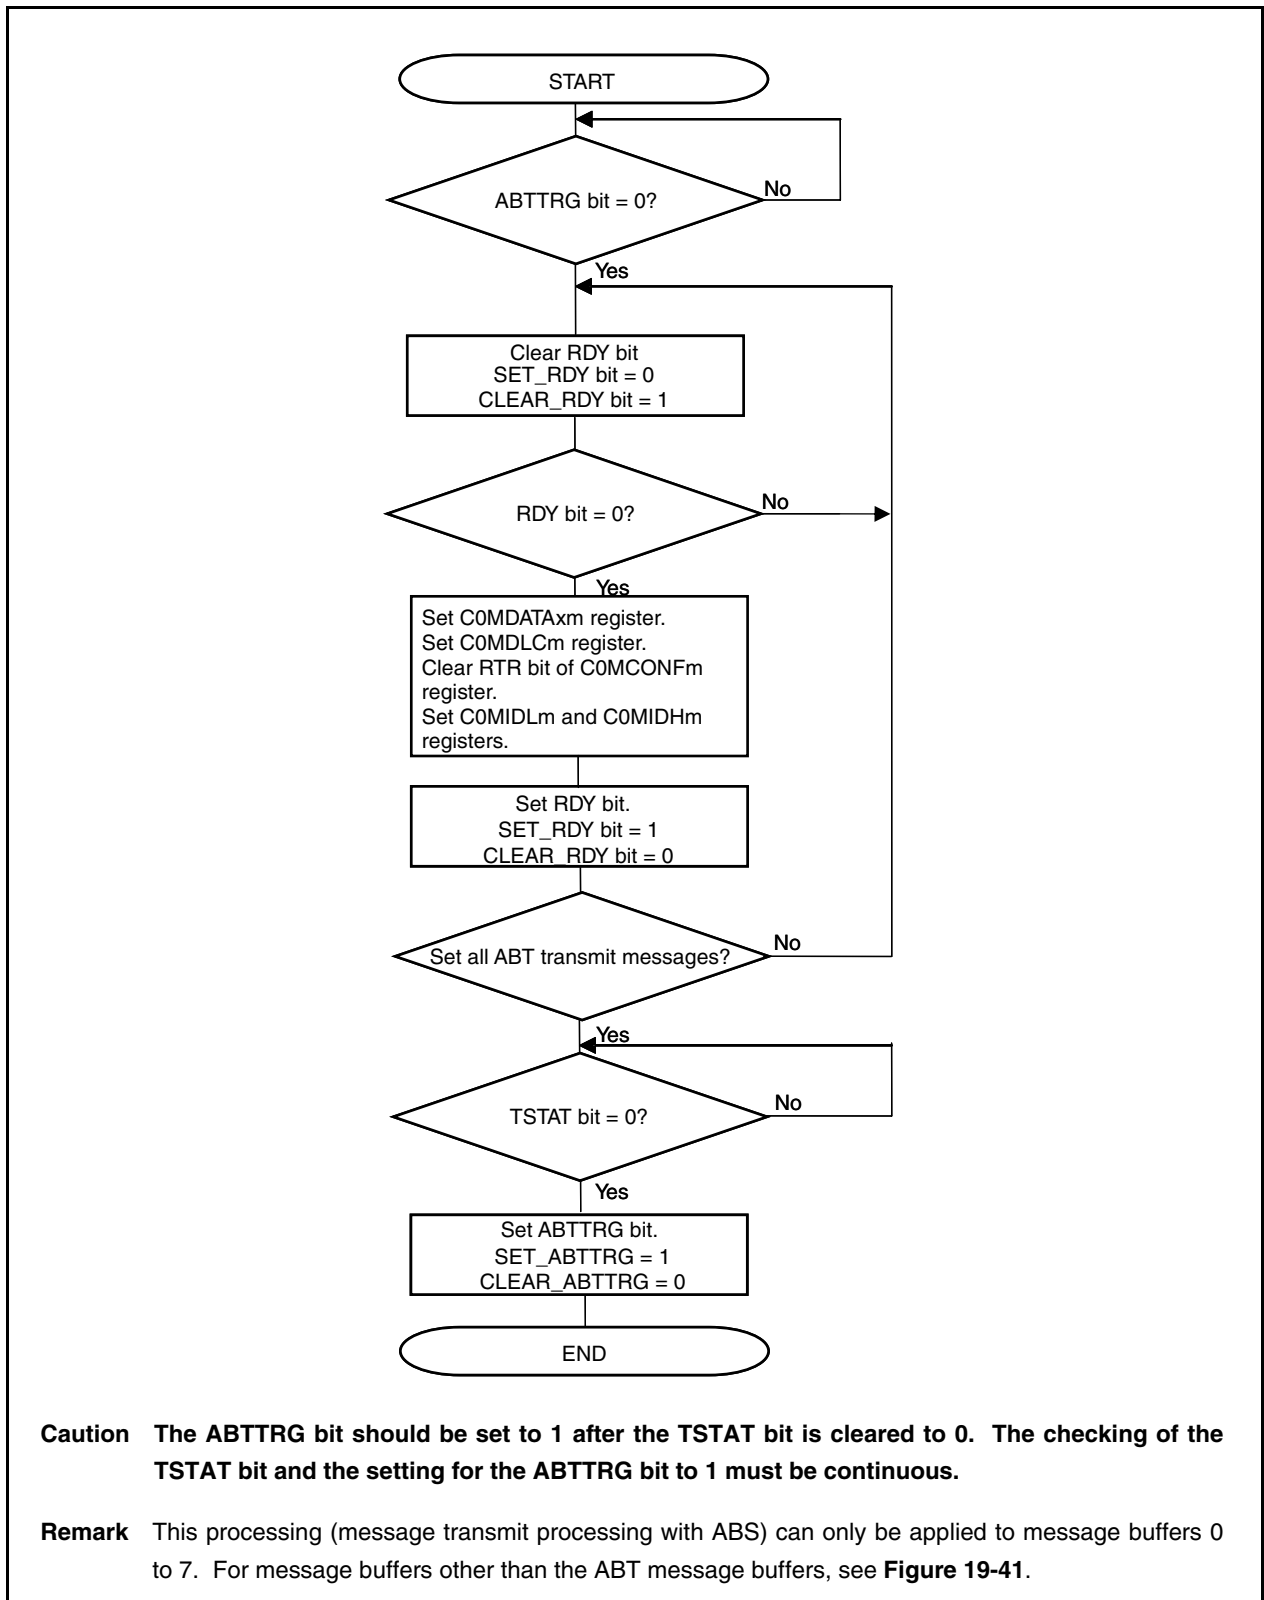 START
ABTTRG bit = 0?
No
Yes
Clear RDY bit
SET_RDY bit = 0
CLEAR_RDY bit = 1
RDY bit = 0?
No
Yes
Set C0MDATAxm register.
Set C0MDLCm register.
Clear RTR bit of C0MCONFm
register.
Set C0MIDLm and C0MIDHm
registers.
Set RDY bit.
SET_RDY bit = 1
CLEAR_RDY bit = 0
Set all ABT transmit messages?
No
Yes
TSTAT bit = 0?
No
Yes
Set ABTTRG bit.
SET_ABTTRG = 1
CLEAR_ABTTRG = 0
END
Caution The ABTTRG bit should be set to 1 after the TSTAT bit is cleared to 0. The checking of the
TSTAT bit and the setting for the ABTTRG bit to 1 must be continuous.
Remark This processing (message transmit processing with ABS) can only be applied to message buffers 0
to 7. For message buffers other than the ABT message buffers, see Figure 19-41.